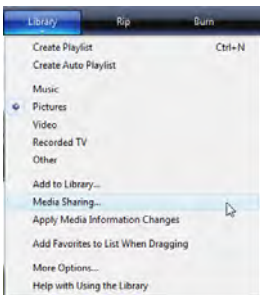 Library Rip Burn
Create Playlist Ctrl+N
Create Auto Playlist
Music
Pictures
Video
Recorded TV
Other
Add to Library...
Media Sharing...
Apply Media Information Changes
Add Favorites to List When Dragging
More Options...
Help with Using the Library